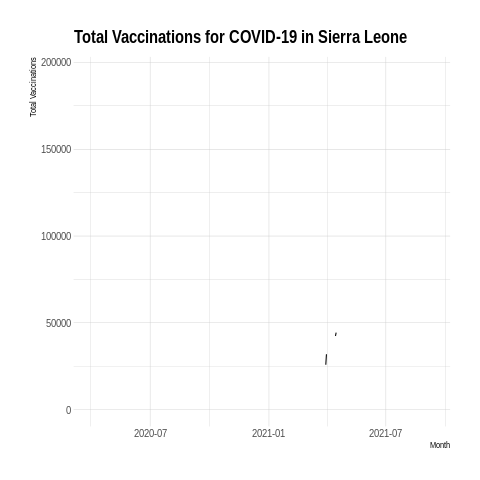 Total Vaccinations for COVID-19 in Sierra Leone
Total Vaccinations
200000
150000
100000
50000
0
2020-07 2021-01 2021-07
Month